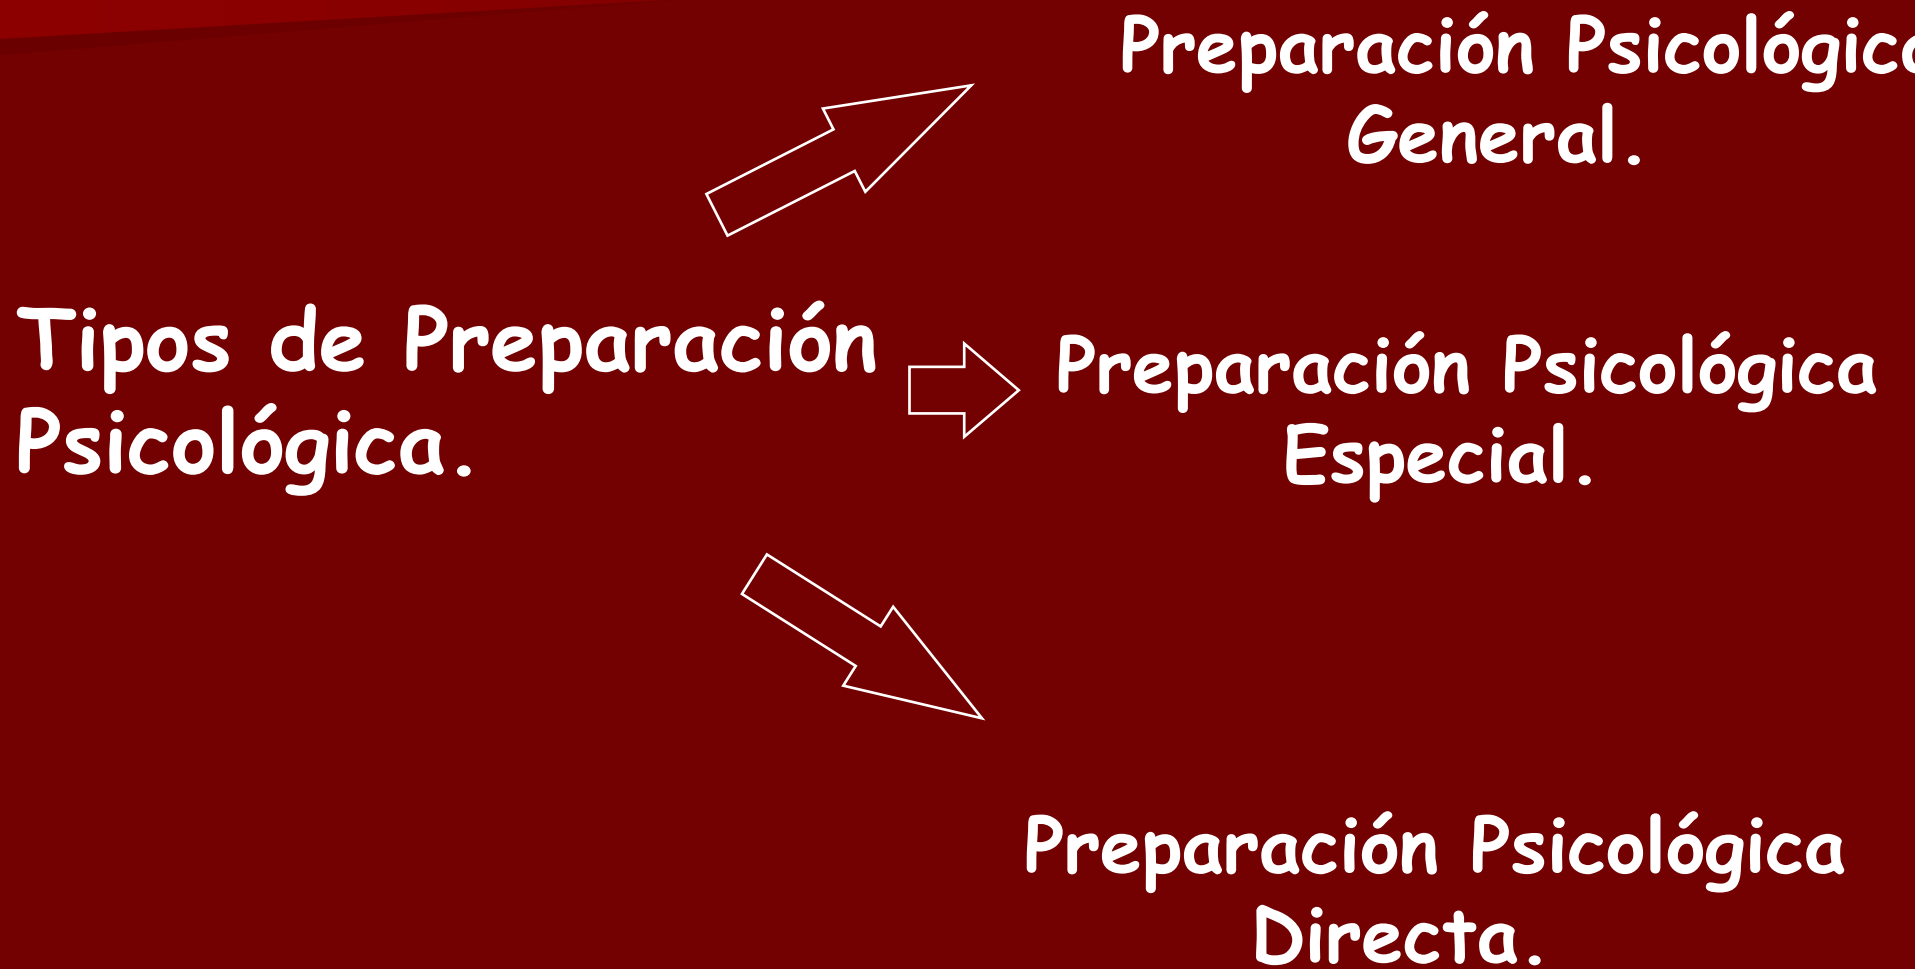 Preparación Psicológica
General.
Tipos de Preparación
Psicológica.
Preparación Psicológica
Especial.
Preparación Psicológica
Directa.